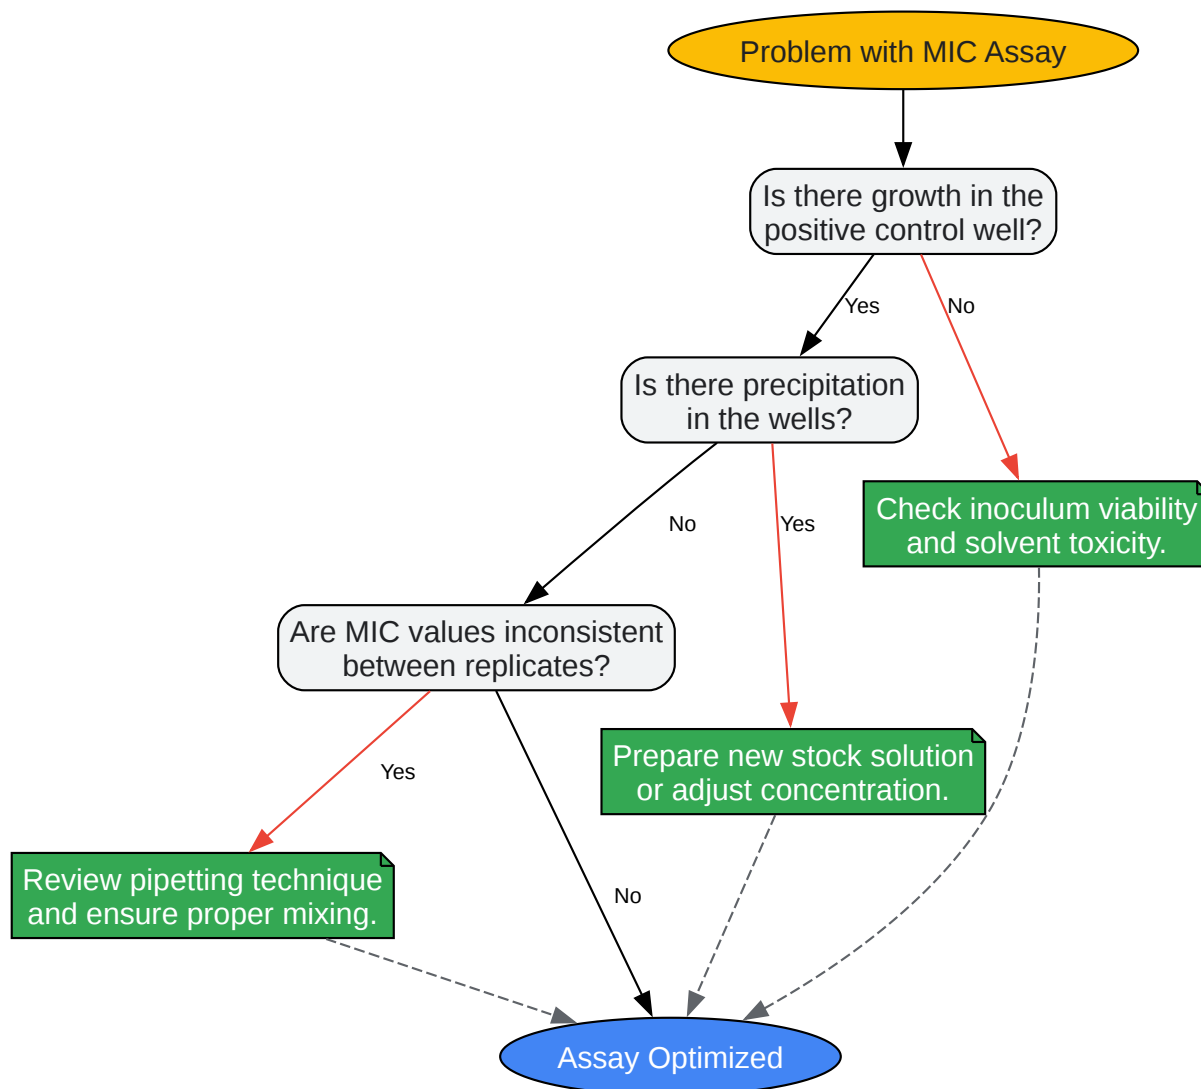 Problem with MIC Assay
Is there growth in the
positive control well?
Yes
No
Is there precipitation
in the wells?
No
Yes
Check inoculum viability
and solvent toxicity.
Are MIC values inconsistent
between replicates?
Yes
No
Prepare new stock solution
or adjust concentration.
Review pipetting technique
and ensure proper mixing.
Assay Optimized